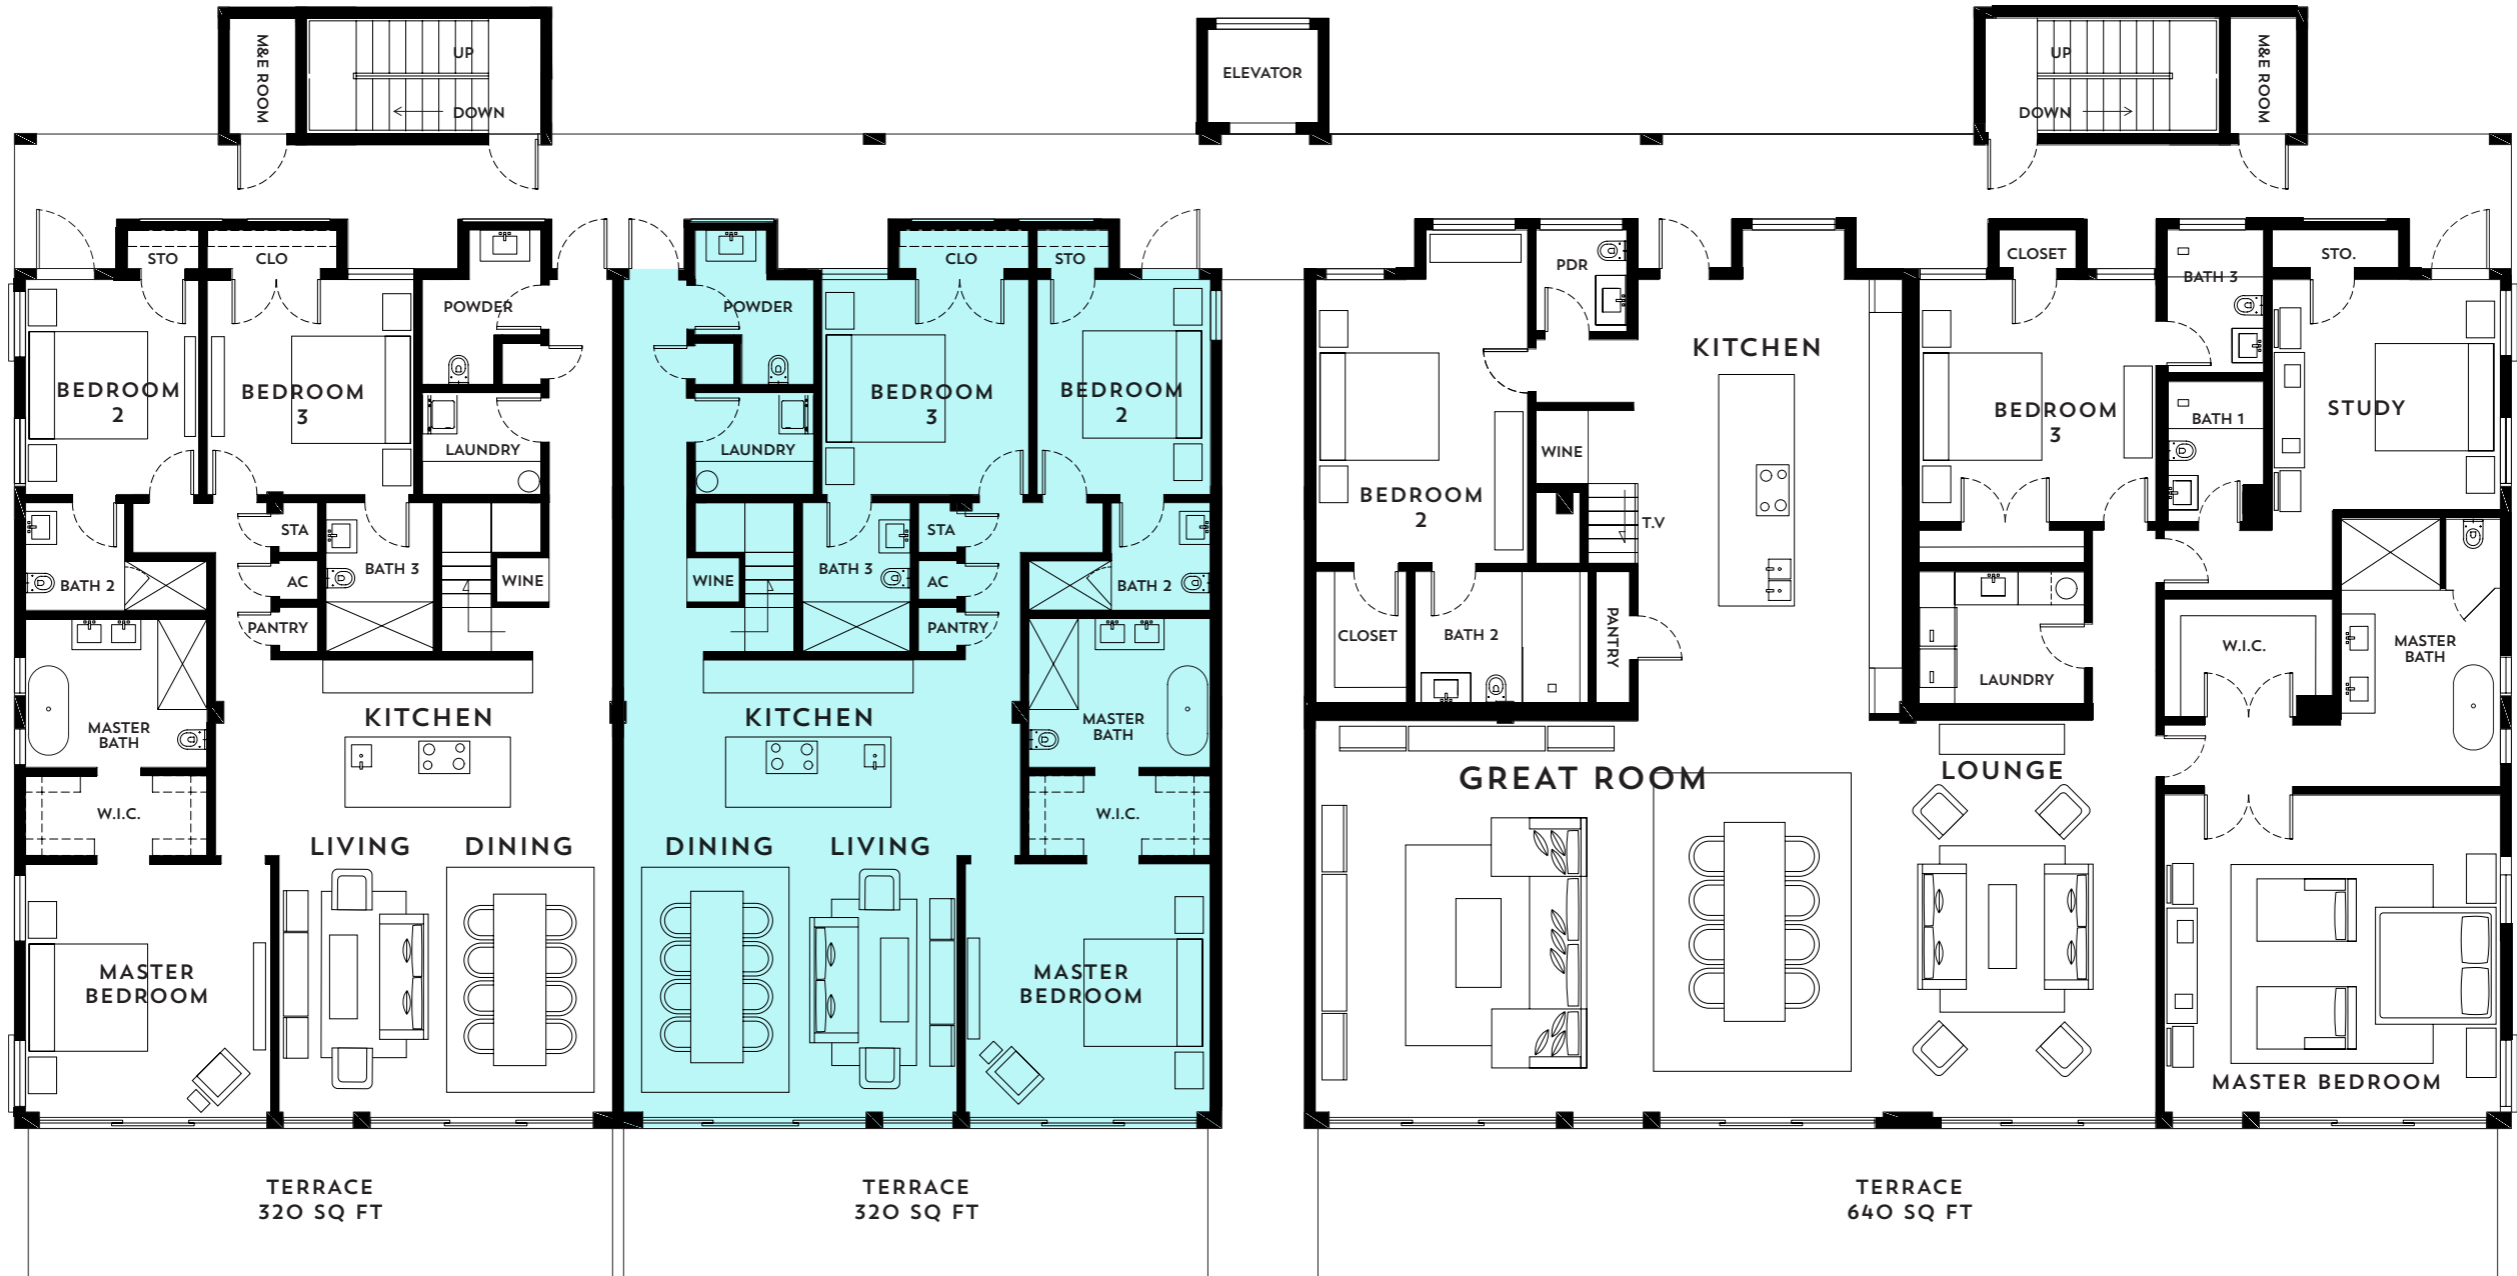 M&E ROOM
UP
DOWN
ELEVATOR
UP
DOWN
M&E ROOM
STO
CLO
POWDER
BEDROOM
2
BEDROOM
3
LAUNDRY
STA
AC
PANTRY
BATH 2
BATH 3
WINE
MASTER
BATH
KITCHEN
W.I.C.
LIVING
DINING
MASTER
BEDROOM
TERRACE
320 SQ FT
POWDER
CLO
STO
BEDROOM
3
BEDROOM
2
LAUNDRY
WINE
BATH 3
STA
AC
PANTRY
BATH 2
KITCHEN
MASTER
BATH
W.I.C.
DINING
LIVING
MASTER
BEDROOM
TERRACE
320 SQ FT
PDR
KITCHEN
CLOSET
BATH 3
STO.
BEDROOM
3
BATH 1
STUDY
WINE
BEDROOM
2
T.V
CLOSET
BATH 2
PANTRY
LAUNDRY
W.I.C.
MASTER
BATH
GREAT ROOM
LOUNGE
MASTER BEDROOM
TERRACE
640 SQ FT